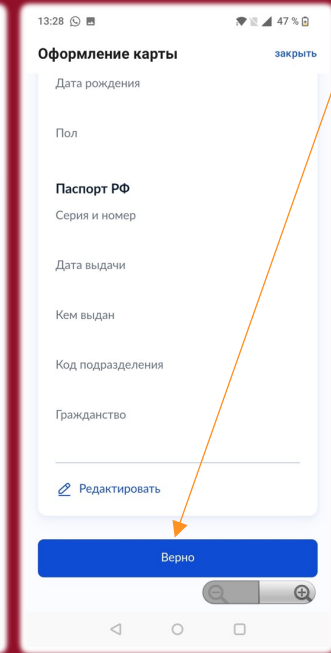 13:28 47 %
Оформление карты закрыть
Дата рождения
Пол
Паспорт РФ
Серия и номер
Дата выдачи
Кем выдан
Код подразделения
Гражданство
Редактировать
Верно